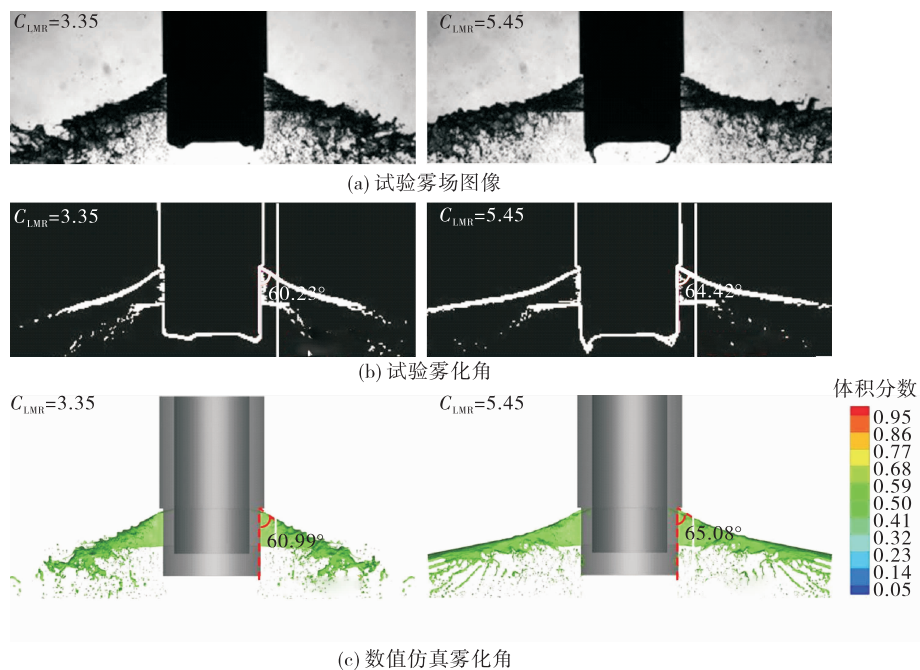 C_LMR=3.35
C_LMR=5.45
(a) 试验雾场图像
C_LMR=3.35
C_LMR=5.45
60.23°
64.42°
(b) 试验雾化角
C_LMR=3.35
C_LMR=5.45
60.99°
65.08°
体积分数
0.95
0.86
0.77
0.68
0.59
0.50
0.41
0.32
0.23
0.14
0.05
(c) 数值仿真雾化角